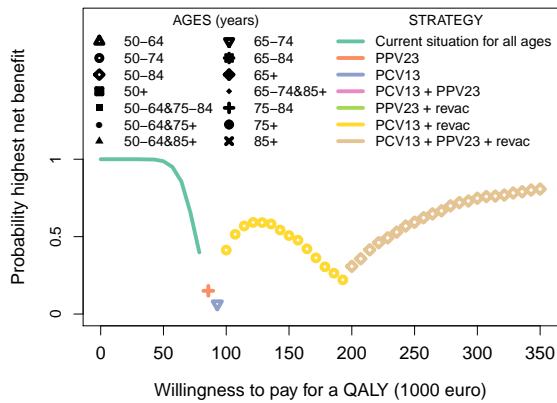 AGES (years) STRATEGY
50−64 65−74 Current situation for all ages
50−74 65−84 PPV23
50−84 65+ PCV13
50+ 65−74&85+ PCV13 + PPV23
50−64&75−84 75−84 PPV23 + revac
50−64&75+ 75+ PCV13 + revac
50−64&85+ 85+ PCV13 + PPV23 + revac
Probability highest net benefit
1
0.5
0
0 50 100 150 200 250 300 350
Willingness to pay for a QALY (1000 euro)